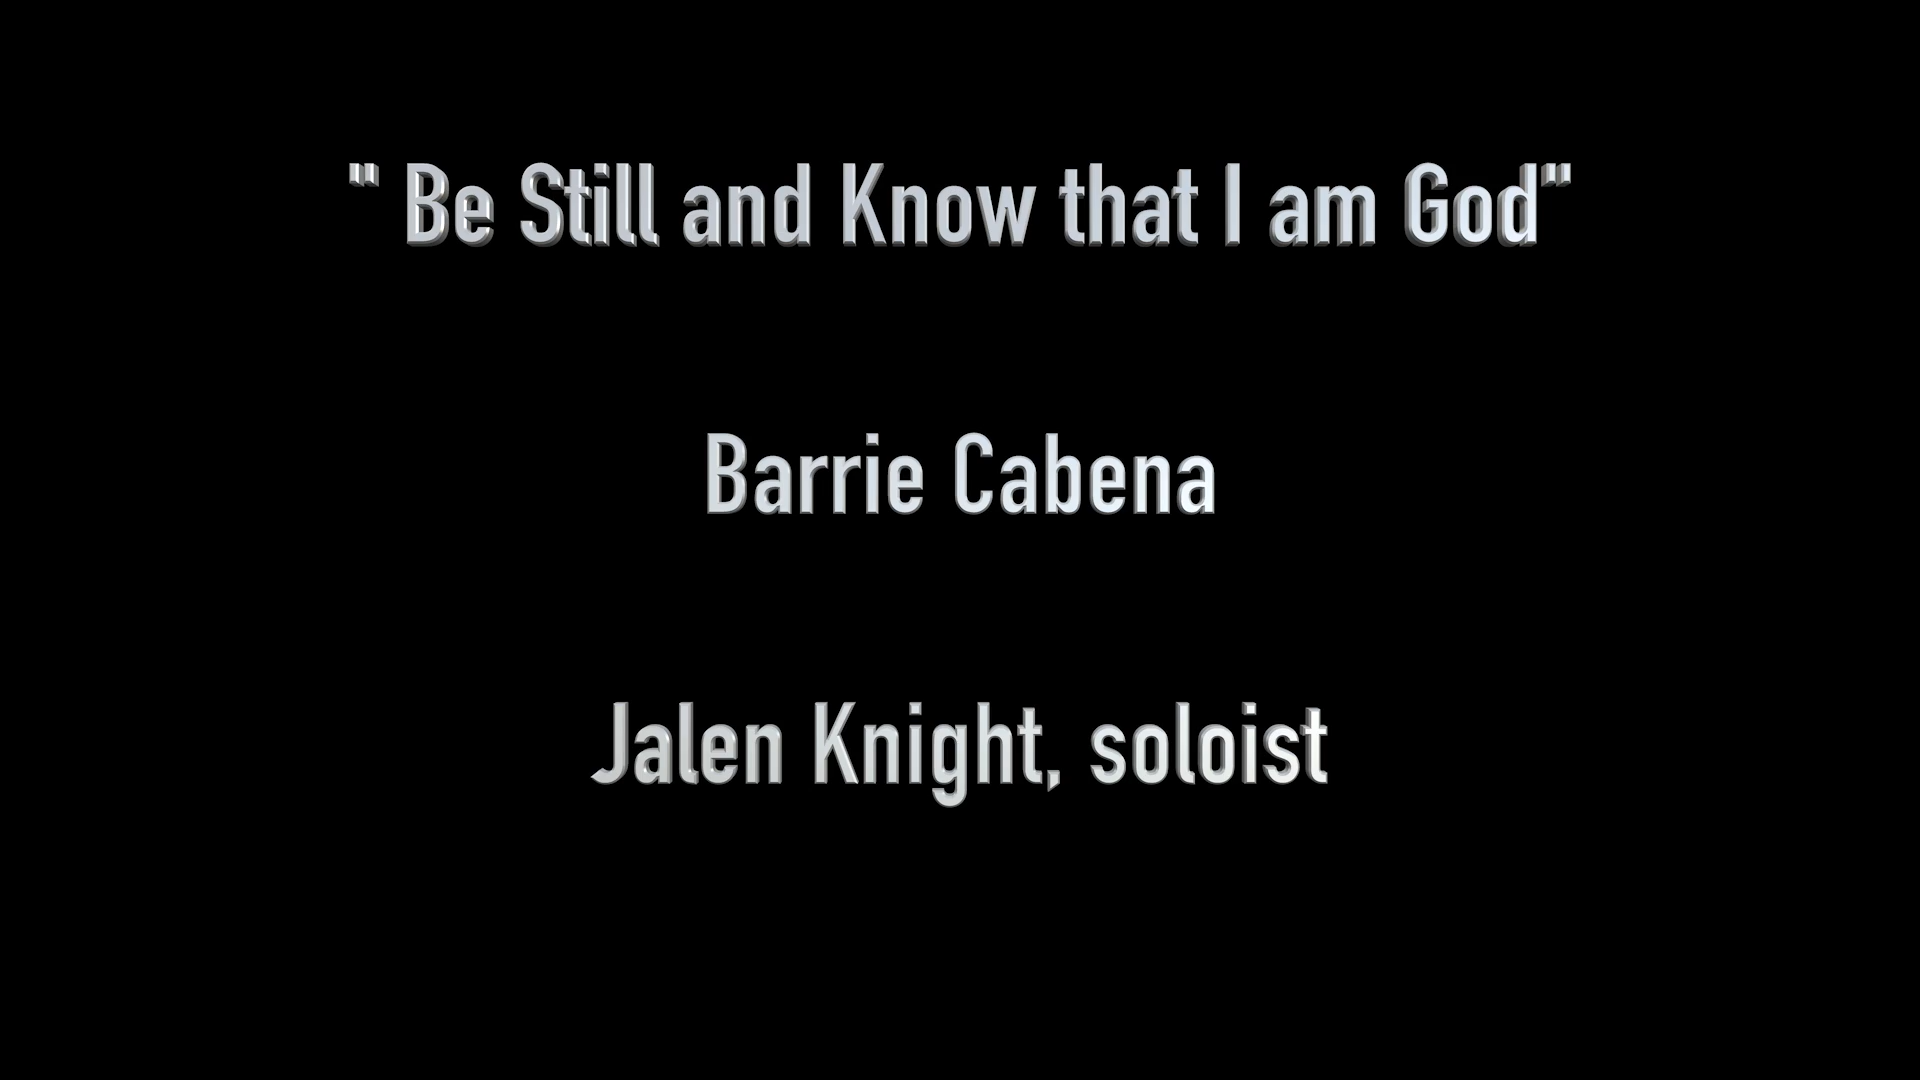 " Be Still and Know that I am God"
Barrie Cabena
Jalen Knight, soloist